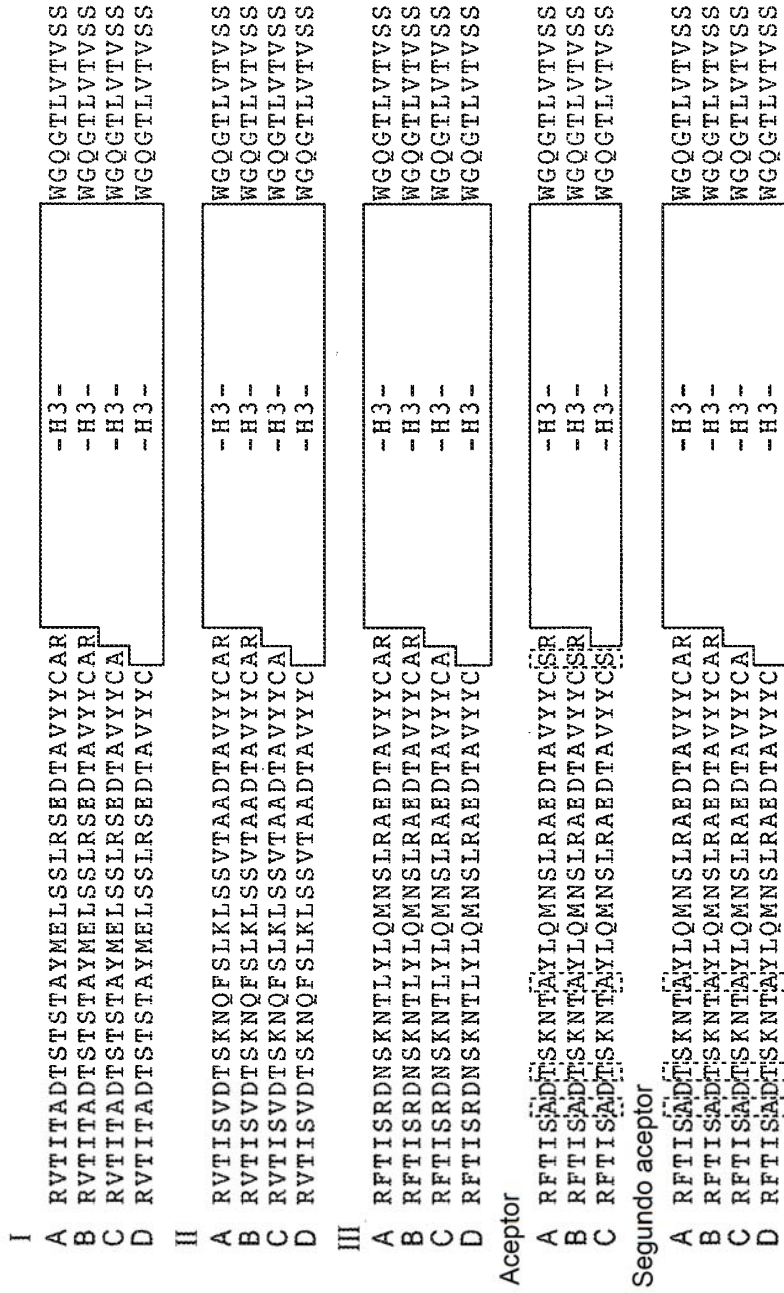 I
A RVTITADTSTSTAYMELSSLRSEDTAVYYCAR -H3- WGQGTLVTVSS
B RVTITADTSTSTAYMELSSLRSEDTAVYYCAR -H3- WGQGTLVTVSS
C RVTITADTSTSTAYMELSSLRSEDTAVYYCA -H3- WGQGTLVTVSS
D RVTITADTSTSTAYMELSSLRSEDTAVYYC -H3- WGQGTLVTVSS
II
A RVTISVDTSKNQFSLKLSSVTAADTAVYYCAR -H3- WGQGTLVTVSS
B RVTISVDTSKNQFSLKLSSVTAADTAVYYCAR -H3- WGQGTLVTVSS
C RVTISVDTSKNQFSLKLSSVTAADTAVYYCA -H3- WGQGTLVTVSS
D RVTISVDTSKNQFSLKLSSVTAADTAVYYC -H3- WGQGTLVTVSS
III
A RFTISRDNSKNTLYLQMNSLRAEDTAVYYCAR -H3- WGQGTLVTVSS
B RFTISRDNSKNTLYLQMNSLRAEDTAVYYCAR -H3- WGQGTLVTVSS
C RFTISRDNSKNTLYLQMNSLRAEDTAVYYCA -H3- WGQGTLVTVSS
D RFTISRDNSKNTLYLQMNSLRAEDTAVYYC -H3- WGQGTLVTVSS
Aceptor
A RFTISADTSKNTAYLQMNSLRAEDTAVYYCSR -H3- WGQGTLVTVSS
B RFTISADTSKNTAYLQMNSLRAEDTAVYYCSR -H3- WGQGTLVTVSS
C RFTISADTSKNTAYLQMNSLRAEDTAVYYCS -H3- WGQGTLVTVSS
Segundo aceptor
A RFTISADTSKNTAYLQMNSLRAEDTAVYYCAR -H3- WGQGTLVTVSS
B RFTISADTSKNTAYLQMNSLRAEDTAVYYCAR -H3- WGQGTLVTVSS
C RFTISADTSKNTAYLQMNSLRAEDTAVYYCA -H3- WGQGTLVTVSS
D RFTISADTSKNTAYLQMNSLRAEDTAVYYC -H3- WGQGTLVTVSS